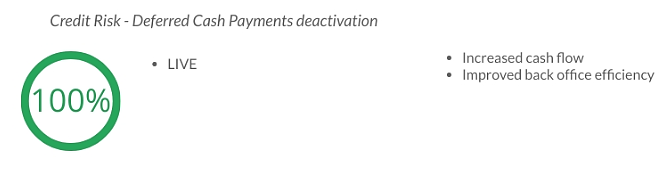 Credit Risk - Deferred Cash Payments deactivation
100%
• LIVE
• Increased cash flow
• Improved back office efficiency